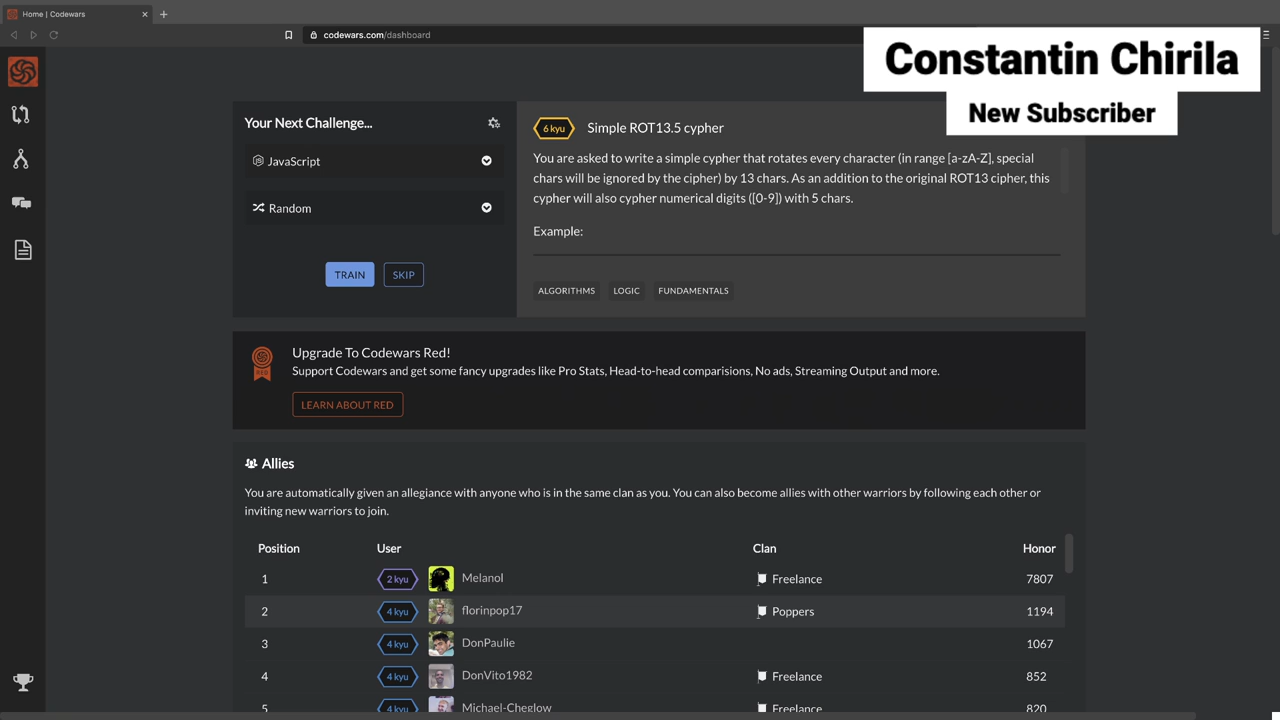 Home | Codewars
codewars.com/dashboard
Constantin Chirila
New Subscriber
Your Next Challenge...
JavaScript
Random
TRAIN SKIP
6 kyu Simple ROT13.5 cypher
You are asked to write a simple cypher that rotates every character (in range [a-zA-Z], special
chars will be ignored by the cipher) by 13 chars. As an addition to the original ROT13 cipher, this
cypher will also cypher numerical digits ([0-9]) with 5 chars.
Example:
ALGORITHMS LOGIC FUNDAMENTALS
RED
Upgrade To Codewars Red!
Support Codewars and get some fancy upgrades like Pro Stats, Head-to-head comparisions, No ads, Streaming Output and more.
LEARN ABOUT RED
Allies
You are automatically given an allegiance with anyone who is in the same clan as you. You can also become allies with other warriors by following each other or
inviting new warriors to join.
Position User Clan Honor
1 2 kyu Melanol Freelance 7807
2 4 kyu florinpop17 Poppers 1194
3 4 kyu DonPaulie 1067
4 4 kyu DonVito1982 Freelance 852
5 4 kyu Michael-Cheglow Freelance 820